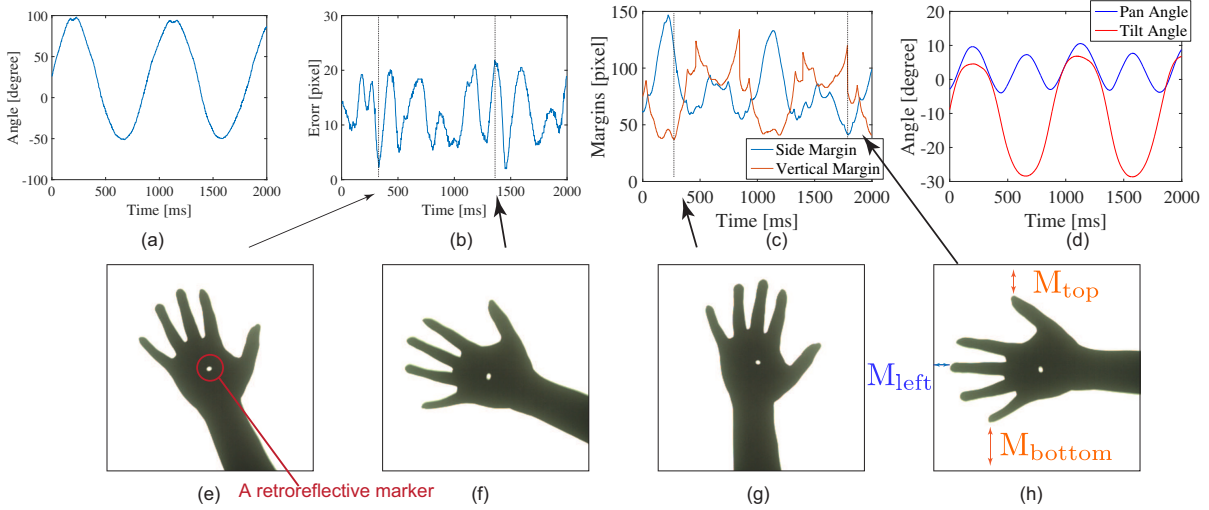 100
50
0
-50
-100
Angle [degree]
0 500 1000 1500 2000
Time [ms]
(a)
30
20
10
0
Erorr [pixel]
0 500 1000 1500 2000
Time [ms]
(b)
150
100
50
0
Margins [pixel]
Side Margin
Vertical Margin
0 500 1000 1500 2000
Time [ms]
(c)
20
10
0
-10
-20
-30
Angle [degree]
Pan Angle
Tilt Angle
0 500 1000 1500 2000
Time [ms]
(d)
A retroreflective marker
(e)
(f)
(g)
Mtop
Mleft
Mbottom
(h)